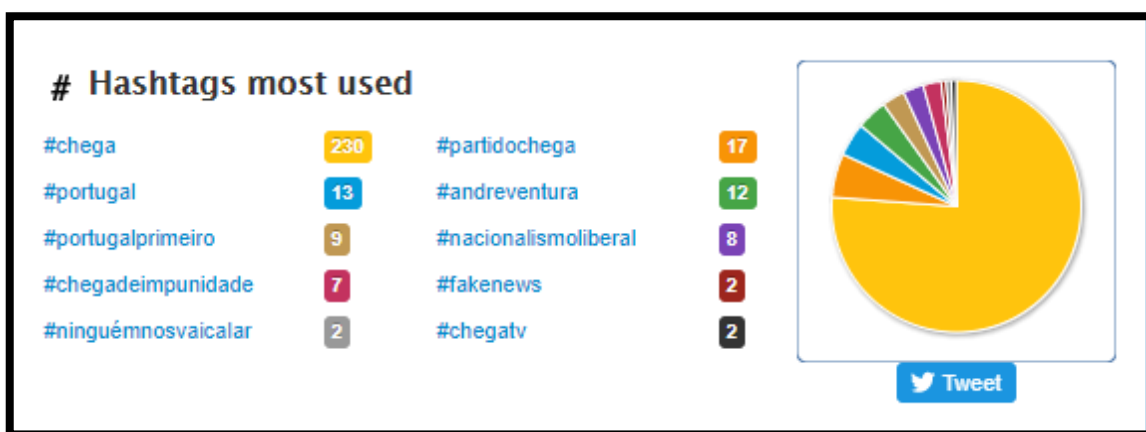 # Hashtags most used
#chega 230 #partidochega 17
#portugal 13 #andreventura 12
#portugalprimeiro 9 #nacionalismoliberal 8
#chegadeimpunidade 7 #fakenews 2
#ninguémnosvaicalar 2 #chegatv 2
Tweet